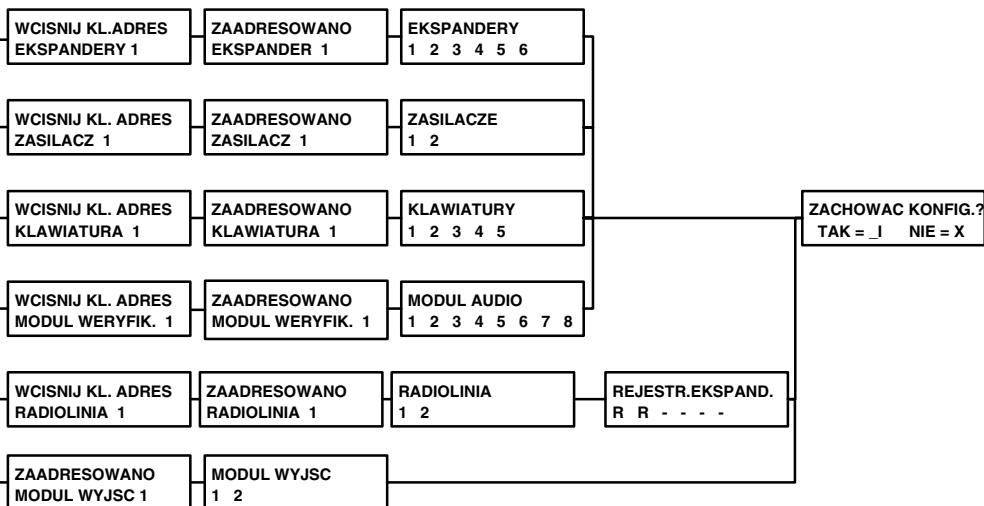 WCISNIJ KL.ADRES
EKSPANDERY 1
ZAADRESOWANO
EKSPANDER 1
EKSPANDERY
1 2 3 4 5 6
WCISNIJ KL. ADRES
ZASILACZ 1
ZAADRESOWANO
ZASILACZ 1
ZASILACZE
1 2
WCISNIJ KL. ADRES
KLAWIATURA 1
ZAADRESOWANO
KLAWIATURA 1
KLAWIATURY
1 2 3 4 5
ZACHOWAC KONFIG.?
TAK = _I NIE = X
WCISNIJ KL. ADRES
MODUL WERYFIK. 1
ZAADRESOWANO
MODUL WERYFIK. 1
MODUL AUDIO
1 2 3 4 5 6 7 8
WCISNIJ KL. ADRES
RADIOLINIA 1
ZAADRESOWANO
RADIOLINIA 1
RADIOLINIA
1 2
REJESTR.EKSPAND.
R R - - - -
ZAADRESOWANO
MODUL WYJSC 1
MODUL WYJSC
1 2